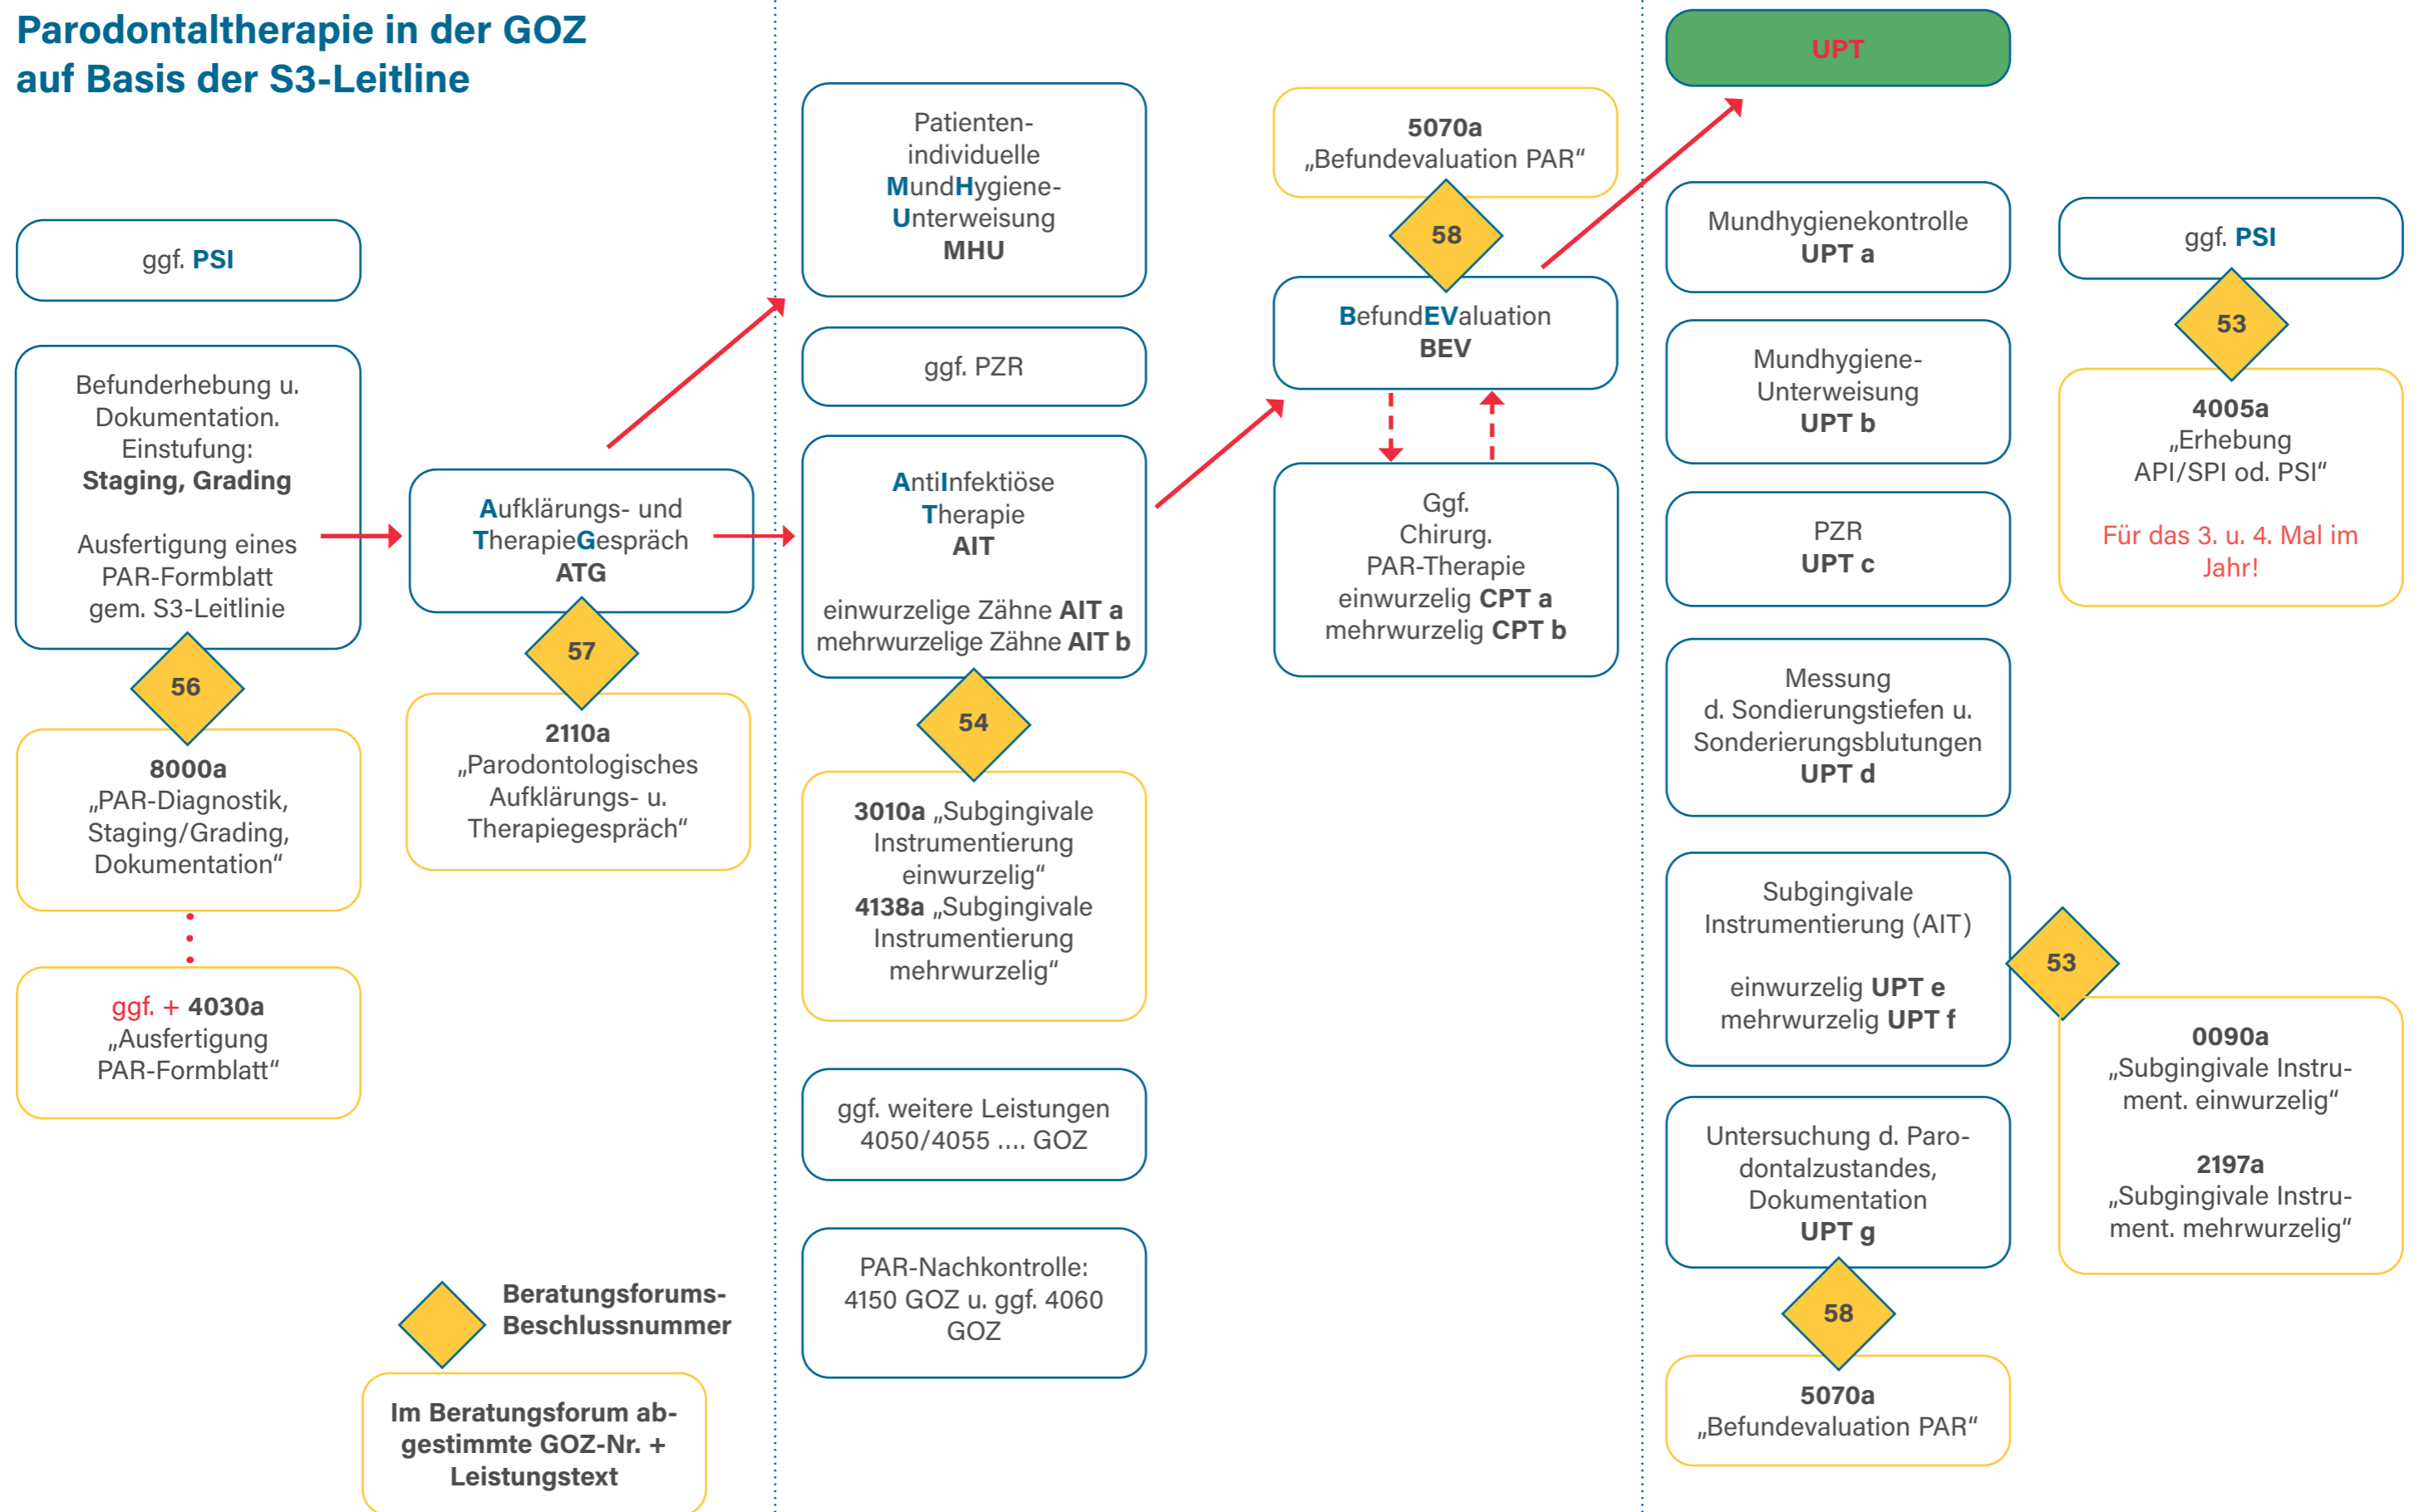 Parodontaltherapie in der GOZ
auf Basis der S3-Leitline
ggf. PSI
Befunderhebung u.
Dokumentation.
Einstufung:
Staging, Grading
Ausfertigung eines
PAR-Formblatt
gem. S3-Leitlinie
56
8000a
„PAR-Diagnostik,
Staging/Grading,
Dokumentation“
ggf. + 4030a
„Ausfertigung
PAR-Formblatt“
Aufklärungs- und
TherapieGespräch
ATG
57
2110a
„Parodontologisches
Aufklärungs- u.
Therapiegespräch“
Beratungsforums-
Beschlussnummer
Im Beratungsforum ab-
gestimmte GOZ-Nr. +
Leistungstext
Patienten-
individuelle
MundHygiene-
Unterweisung
MHU
ggf. PZR
AntiInfektiöse
Therapie
AIT
einwurzelige Zähne AIT a
mehrwurzelige Zähne AIT b
54
3010a „Subgingivale
Instrumentierung
einwurzelig“
4138a „Subgingivale
Instrumentierung
mehrwurzelig“
ggf. weitere Leistungen
4050/4055 .... GOZ
PAR-Nachkontrolle:
4150 GOZ u. ggf. 4060
GOZ
5070a
„Befundevaluation PAR“
58
BefundEValuation
BEV
Ggf.
Chirurg.
PAR-Therapie
einwurzelig CPT a
mehrwurzelig CPT b
UPT
Mundhygienekontrolle
UPT a
Mundhygiene-
Unterweisung
UPT b
PZR
UPT c
Messung
d. Sondierungstiefen u.
Sonderierungsblutungen
UPT d
Subgingivale
Instrumentierung (AIT)
einwurzelig UPT e
mehrwurzelig UPT f
Untersuchung d. Paro-
dontalzustandes,
Dokumentation
UPT g
58
5070a
„Befundevaluation PAR“
ggf. PSI
53
4005a
„Erhebung
API/SPI od. PSI“
Für das 3. u. 4. Mal im
Jahr!
53
0090a
„Subgingivale Instru-
ment. einwurzelig“
2197a
„Subgingivale Instru-
ment. mehrwurzelig“